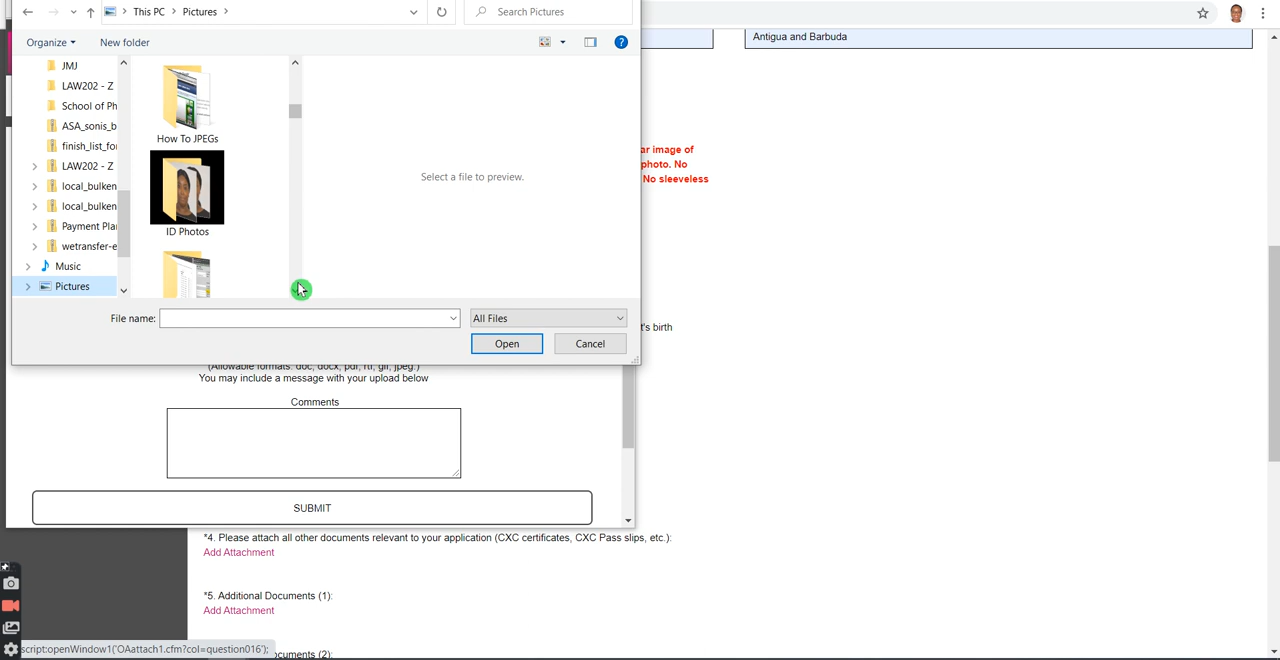 This PC > Pictures >
Search Pictures
Organize
New folder
Antigua and Barbuda
JMJ
LAW202 - Z
School of Ph
ASA_sonis_b
finish_list_fo
LAW202 - Z
local_bulken
local_bulken
Payment Pla
wetransfer-e
Music
Pictures
How To JPEGs
ID Photos
Select a file to preview.
ar image of
photo. No
No sleeveless
File name:
All Files
Open
Cancel
t's birth
(Allowable formats: doc, docx, pdf, rtf, gif, jpeg.)
You may include a message with your upload below
Comments
SUBMIT
*4. Please attach all other documents relevant to your application (CXC certificates, CXC Pass slips, etc.):
Add Attachment
*5. Additional Documents (1):
Add Attachment
script:openWindow1('OAattach1.cfm?col=question016');
ocuments (2):